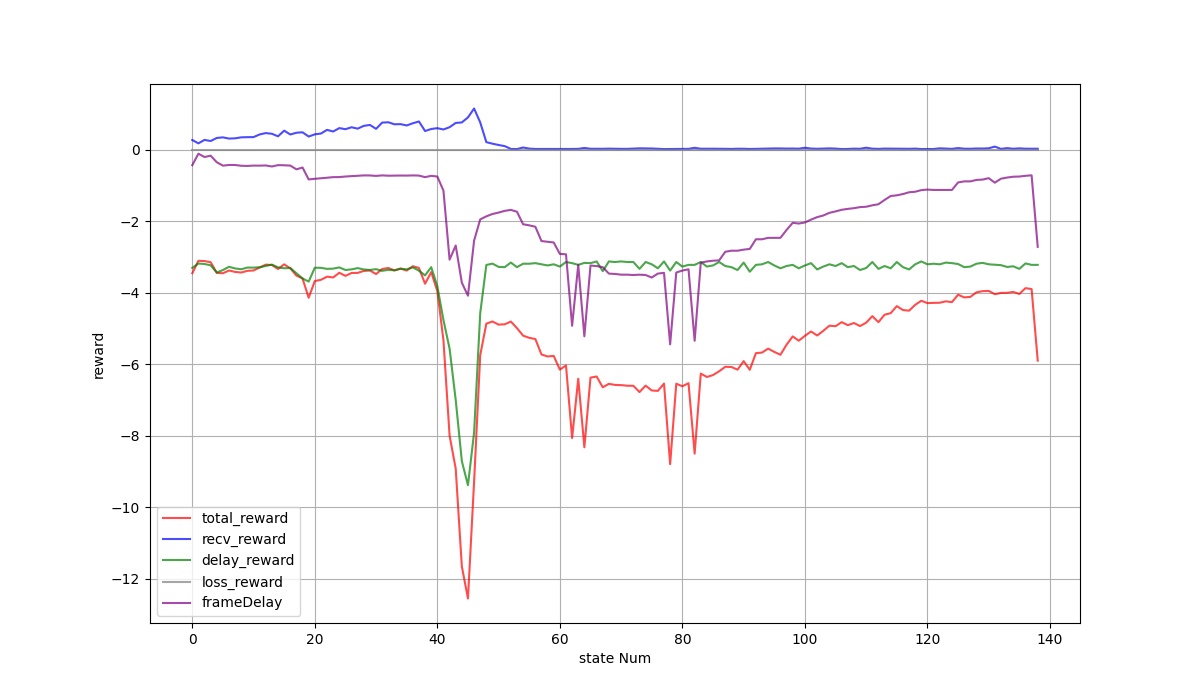 0
−2
−4
−6
−8
−10
−12
reward
total_reward
recv_reward
delay_reward
loss_reward
frameDelay
0 20 40 60 80 100 120 140
state Num